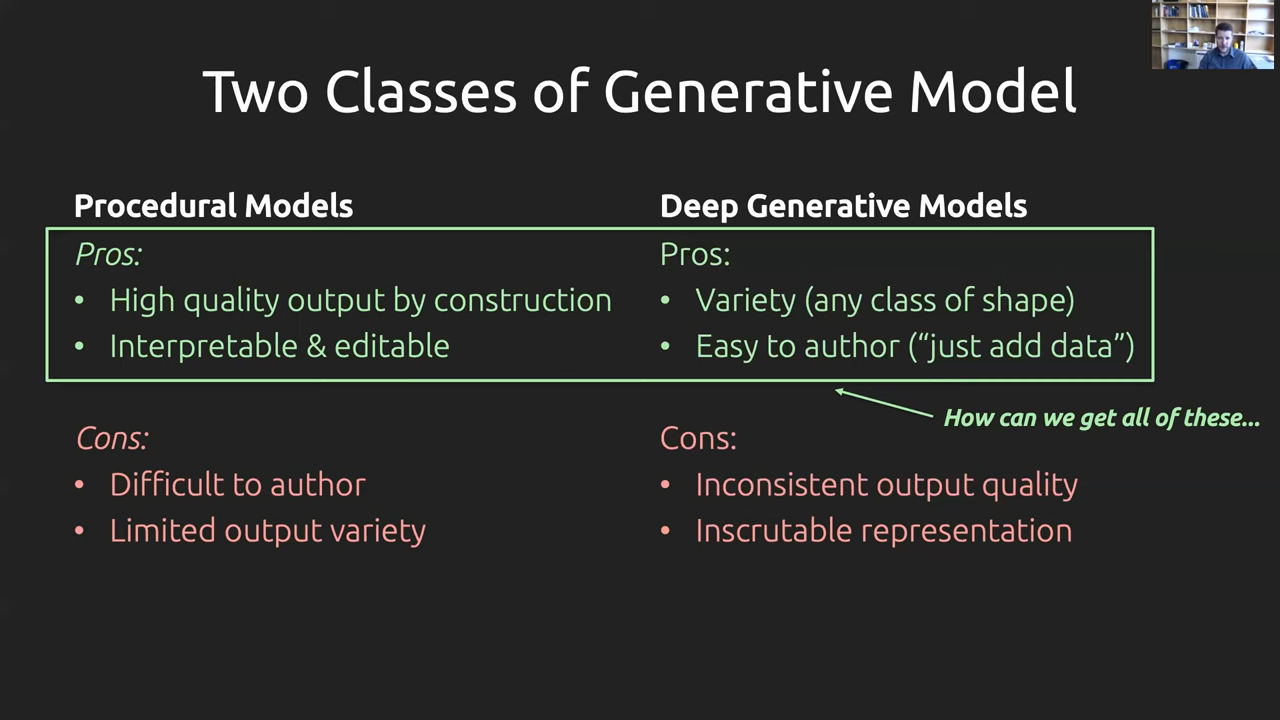 Two Classes of Generative Model
Procedural Models
Pros:
• High quality output by construction
• Interpretable & editable
Cons:
• Difficult to author
• Limited output variety
Deep Generative Models
Pros:
• Variety (any class of shape)
• Easy to author (“just add data”)
How can we get all of these...
Cons:
• Inconsistent output quality
• Inscrutable representation